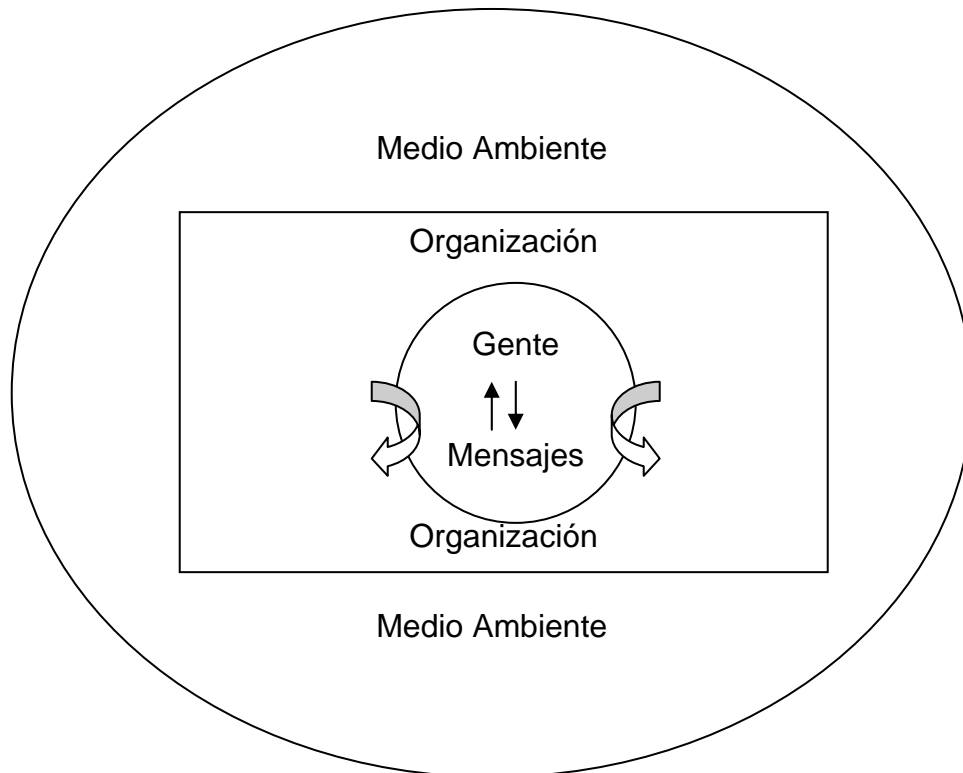 Medio Ambiente
Organización
Gente
Mensajes
Organización
Medio Ambiente